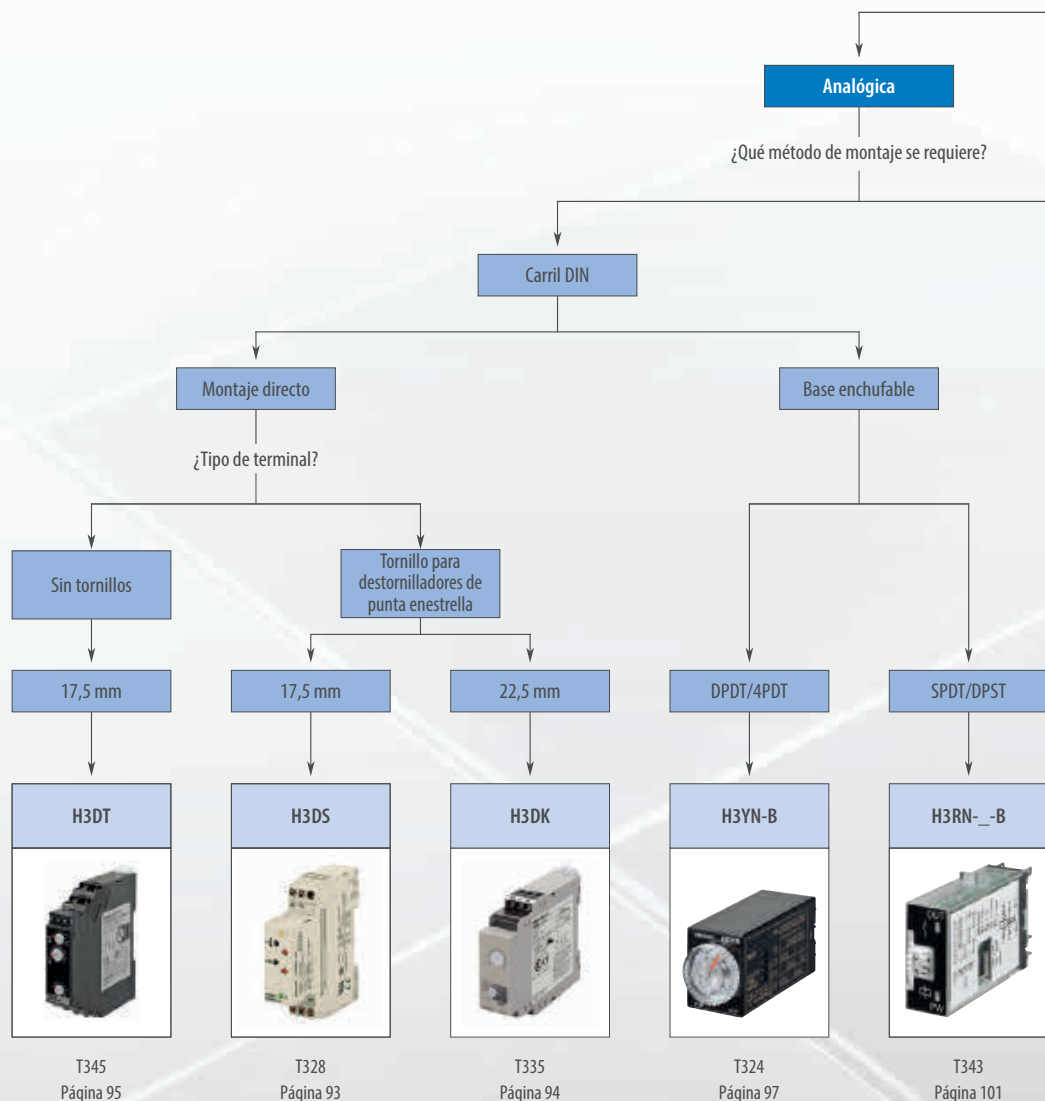 Analógica
¿Qué método de montaje se requiere?
Carril DIN
Montaje directo
Base enchufable
¿Tipo de terminal?
Sin tornillos
Tornillo para
destornilladores de
punta enestrella
17,5 mm
17,5 mm
22,5 mm
DPDT/4PDT
SPDT/DPST
H3DT
H3DS
H3DK
H3YN-B
H3RN-_-B
OUT
PW
T345
Página 95
T328
Página 93
T335
Página 94
T324
Página 97
T343
Página 101